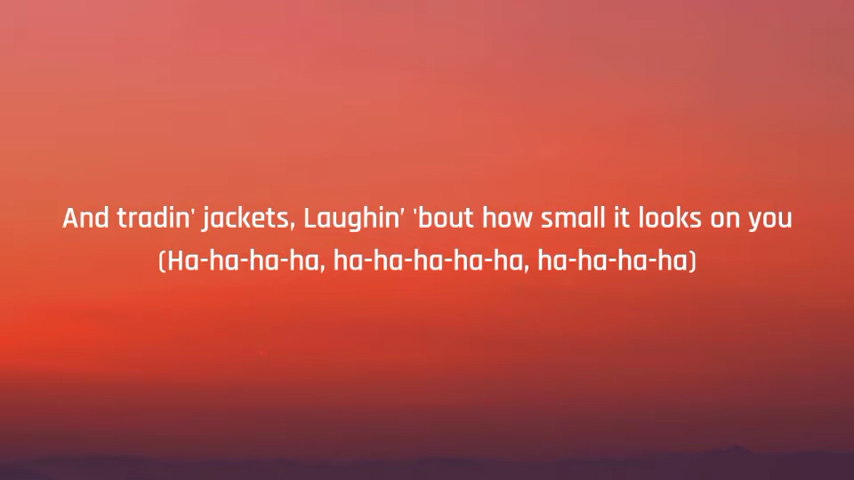 And tradin' jackets, Laughin’ 'bout how small it looks on you
(Ha-ha-ha-ha, ha-ha-ha-ha-ha, ha-ha-ha-ha)